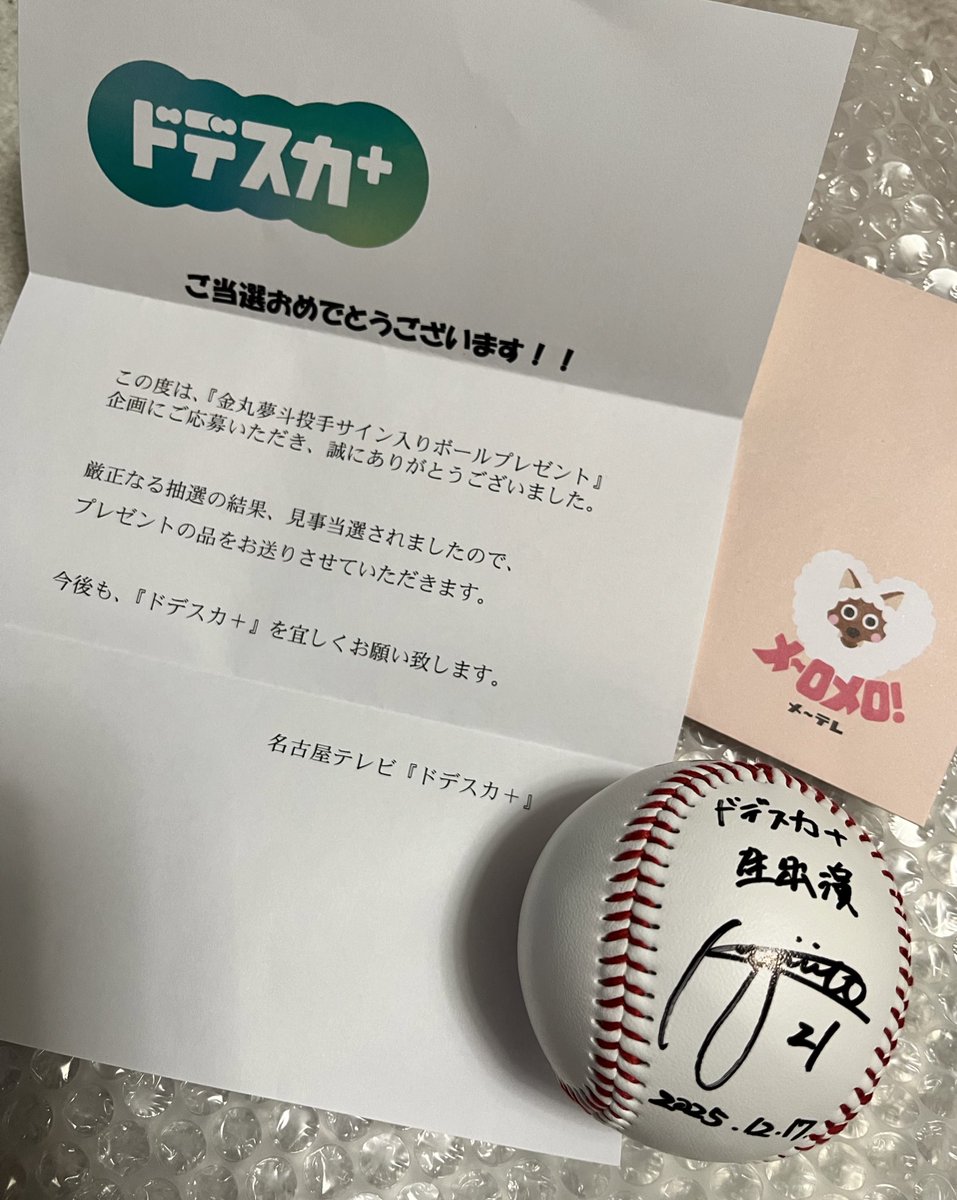 ドデスカ+
ご当選おめでとうございます！！
この度は、『金丸夢斗投手サイン入りボールプレゼント』
企画にご応募いただき、誠にありがとうございました。
厳正なる抽選の結果、見事当選されましたので、
プレゼントの品をお送りさせていただきます。
今後も、『ドデスカ＋』を宜しくお願い致します。
名古屋テレビ『ドデスカ＋』
メ~ロメロ!
メ~テレ
ドデスカ+
生出演
21
2025.12.17